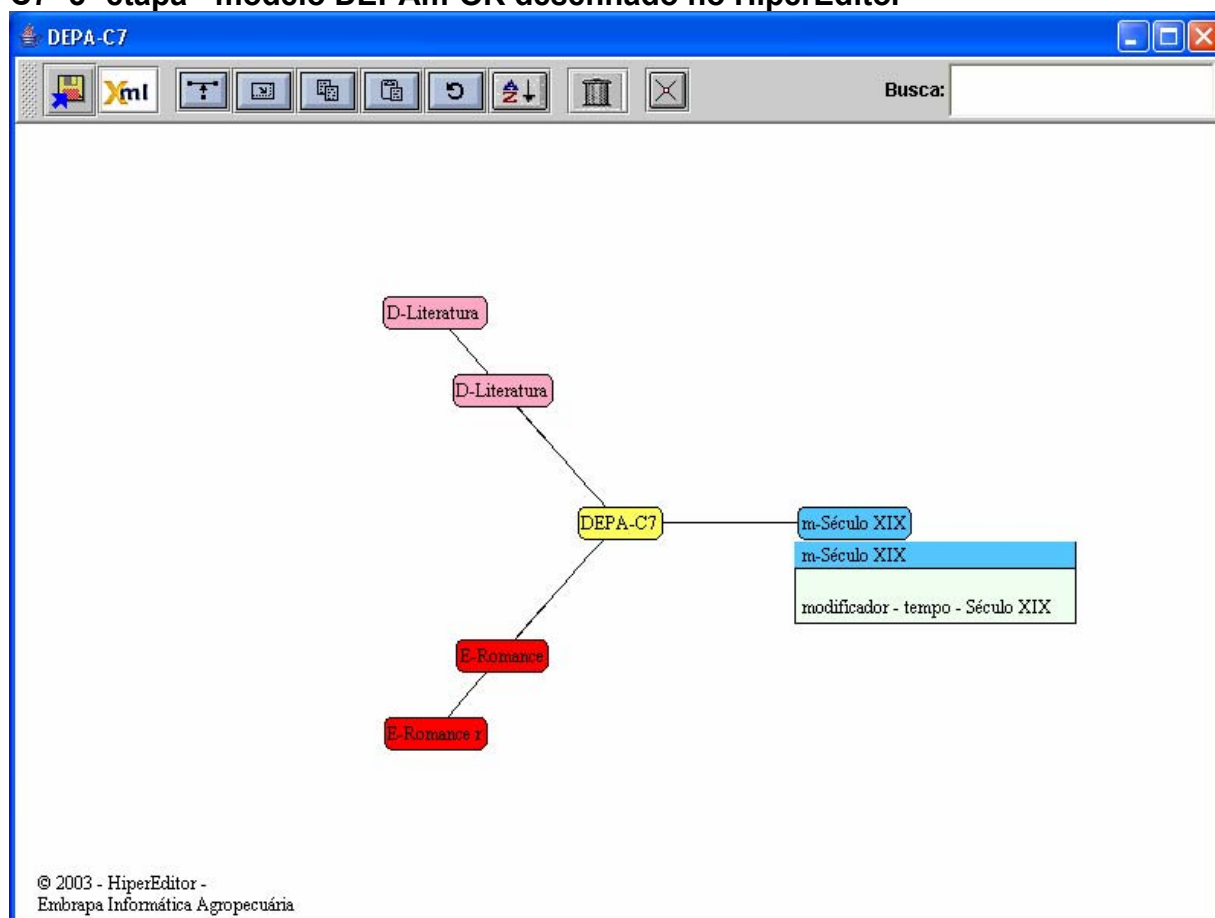 C7 3ª etapa - modelo DEPAm-CR desenhado no HiperEditor
DEPA-C7
Xml
Busca:
D-Literatura
D-Literatura
DEPA-C7
m-Século XIX
m-Século XIX
modificador - tempo - Século XIX
E-Romance
E-Romance r
© 2003 - HiperEditor -
Embrapa Informática Agropecuária